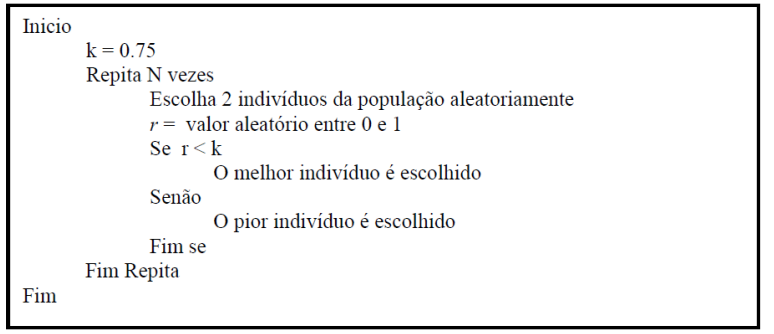 Inicio
k = 0.75
Repita N vezes
Escolha 2 indivíduos da população aleatoriamente
r = valor aleatório entre 0 e 1
Se r < k
O melhor indivíduo é escolhido
Senão
O pior indivíduo é escolhido
Fim se
Fim Repita
Fim